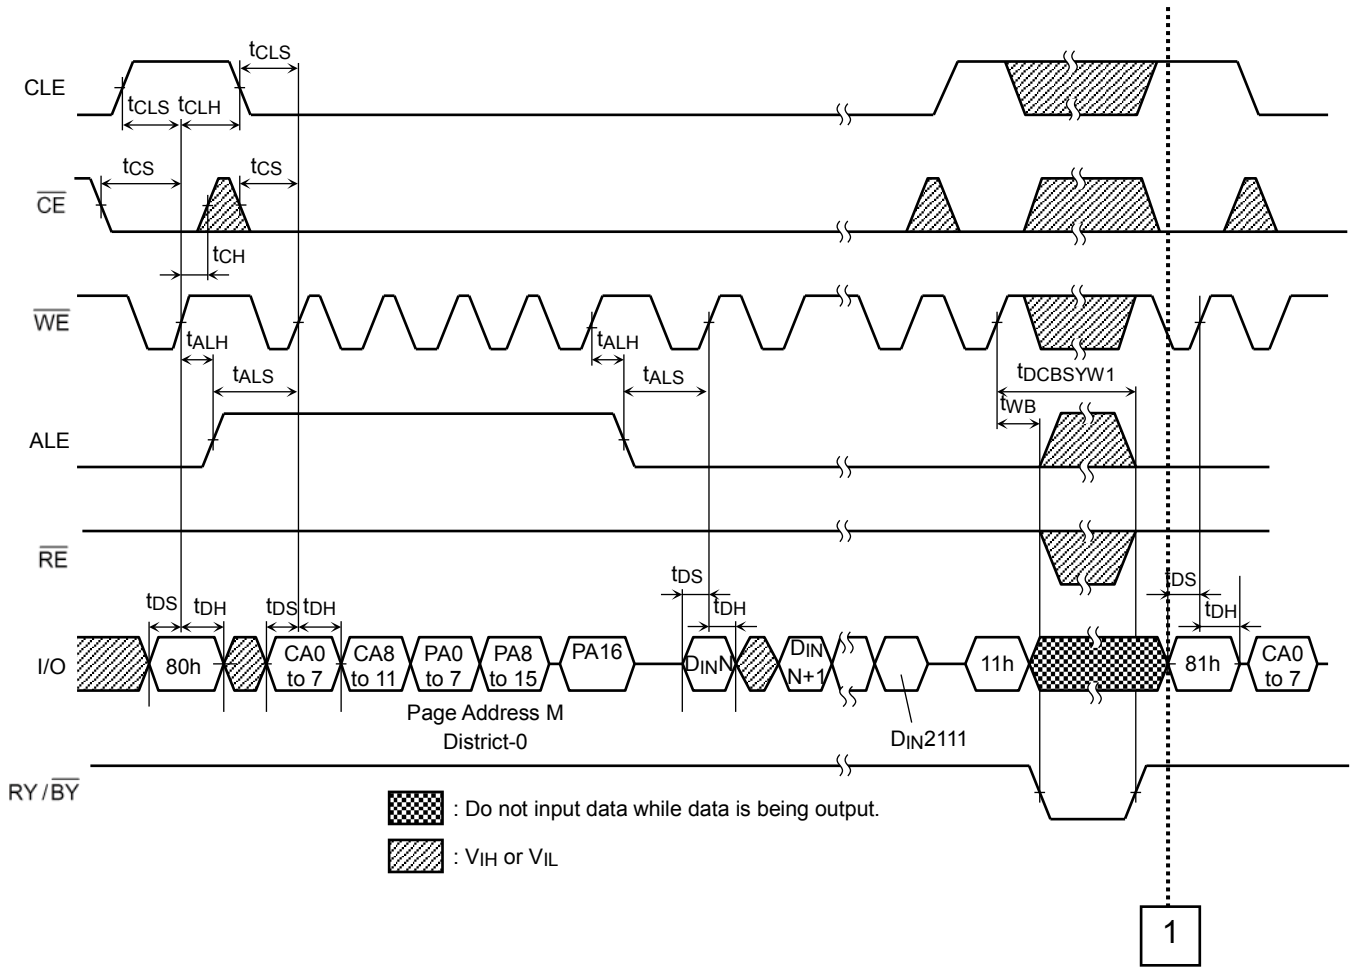 tCLS
CLE
tCLS tCLH
tCS tCS
CE
tCH
WE
tALH tALH
tALS tALS
tDCBSYW1
tWB
ALE
RE
tDS tDH tDS tDH tDS tDH tDS tDH
I/O
80h
CA0 to 7
CA8 to 11
PA0 to 7
PA8 to 15
PA16
DINN
DIN N+1
11h
81h
CA0 to 7
Page Address M
District-0
DIN2111
RY/BY
: Do not input data while data is being output.
: VIH or VIL
1